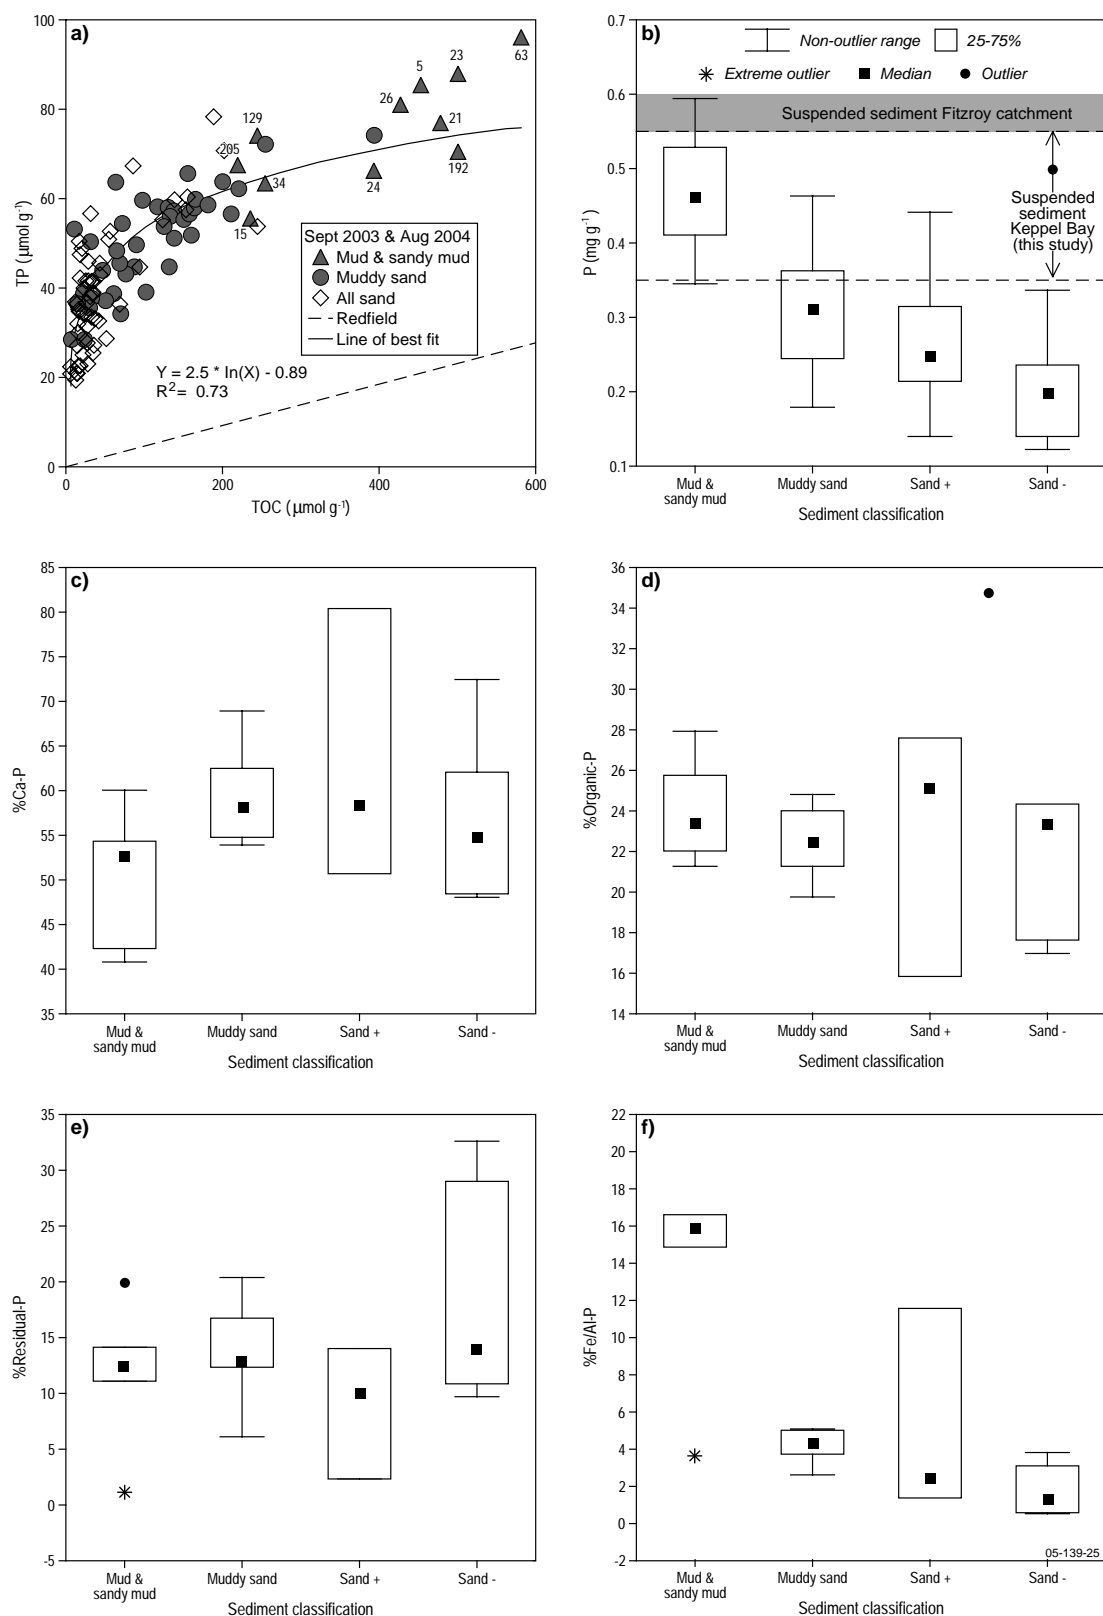 a)
TP (µmol g-1)
100
80
60
40
20
0
0
200
400
600
TOC (µmol g-1)
63
23
5
26
21
129
192
205
34
24
15
Sept 2003 & Aug 2004
Mud & sandy mud
Muddy sand
All sand
Redfield
Line of best fit
Y = 2.5 * ln(X) - 0.89
R2= 0.73
b)
P (mg g-1)
0.7
0.6
0.5
0.4
0.3
0.2
0.1
Non-outlier range
25-75%
Extreme outlier
Median
Outlier
Suspended sediment Fitzroy catchment
Suspended
sediment
Keppel Bay
(this study)
Mud &
sandy mud
Muddy sand
Sand +
Sand -
Sediment classification
c)
%Ca-P
85
80
75
70
65
60
55
50
45
40
35
Mud &
sandy mud
Muddy sand
Sand +
Sand -
Sediment classification
d)
%Organic-P
36
34
32
30
28
26
24
22
20
18
16
14
Mud &
sandy mud
Muddy sand
Sand +
Sand -
Sediment classification
e)
%Residual-P
35
30
25
20
15
10
5
0
-5
Mud &
sandy mud
Muddy sand
Sand +
Sand -
Sediment classification
f)
%Fe/Al-P
22
20
18
16
14
12
10
8
6
4
2
0
-2
05-139-25
Mud &
sandy mud
Muddy sand
Sand +
Sand -
Sediment classification